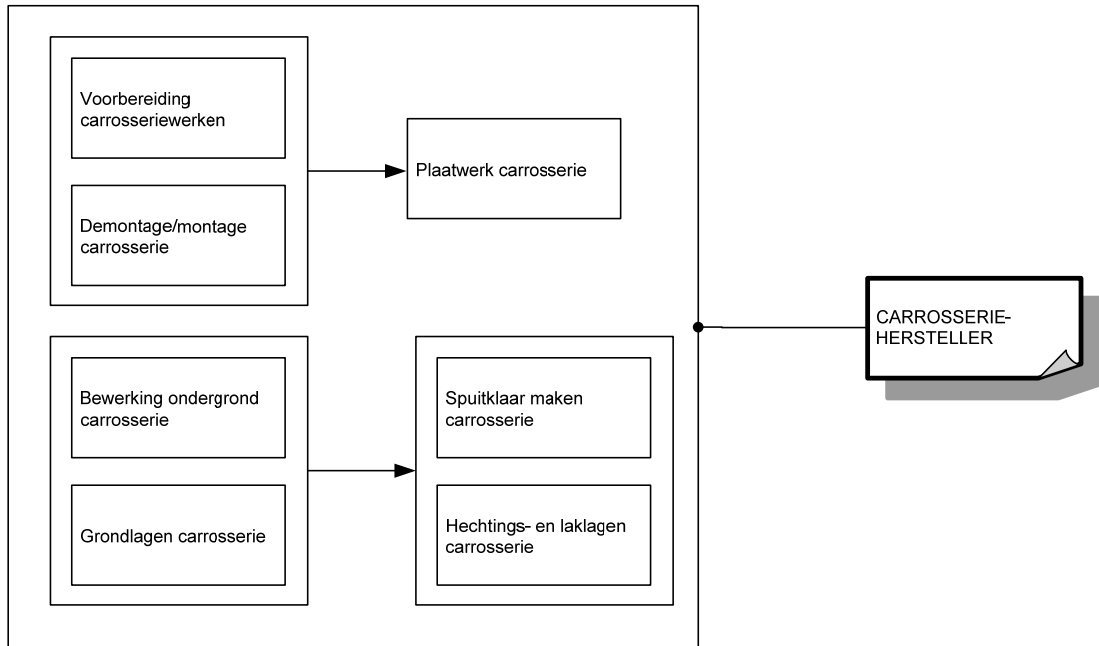 Voorbereiding
carrosseriewerken
Demontage/montage
carrosserie
Plaatwerk carrosserie
Bewerking ondergrond
carrosserie
Grondlagen carrosserie
Spuitklaar maken
carrosserie
Hechtings- en laklagen
carrosserie
CARROSSERIE-
HERSTELLER